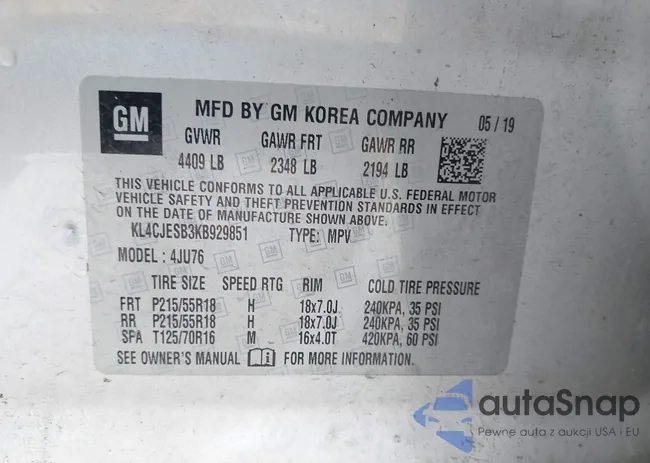 GM MFD BY GM KOREA COMPANY 05 / 19
GVWR GAWR FRT GAWR RR
4409 LB 2348 LB 2194 LB
THIS VEHICLE CONFORMS TO ALL APPLICABLE U.S. FEDERAL MOTOR
VEHICLE SAFETY AND THEFT PREVENTION STANDARDS IN EFFECT
ON THE DATE OF MANUFACTURE SHOWN ABOVE.
KL4CJESB3KB929851 TYPE: MPV
MODEL : 4JU76
TIRE SIZE SPEED RTG RIM COLD TIRE PRESSURE
FRT P215/55R18 H 18x7.0J 240KPA, 35 PSI
RR P215/55R18 H 18x7.0J 240KPA, 35 PSI
SPA T125/70R16 M 16x4.0T 420KPA, 60 PSI
SEE OWNER'S MANUAL FOR MORE INFORMATION.
autaSnap
Pewne auta z aukcji USA i EU